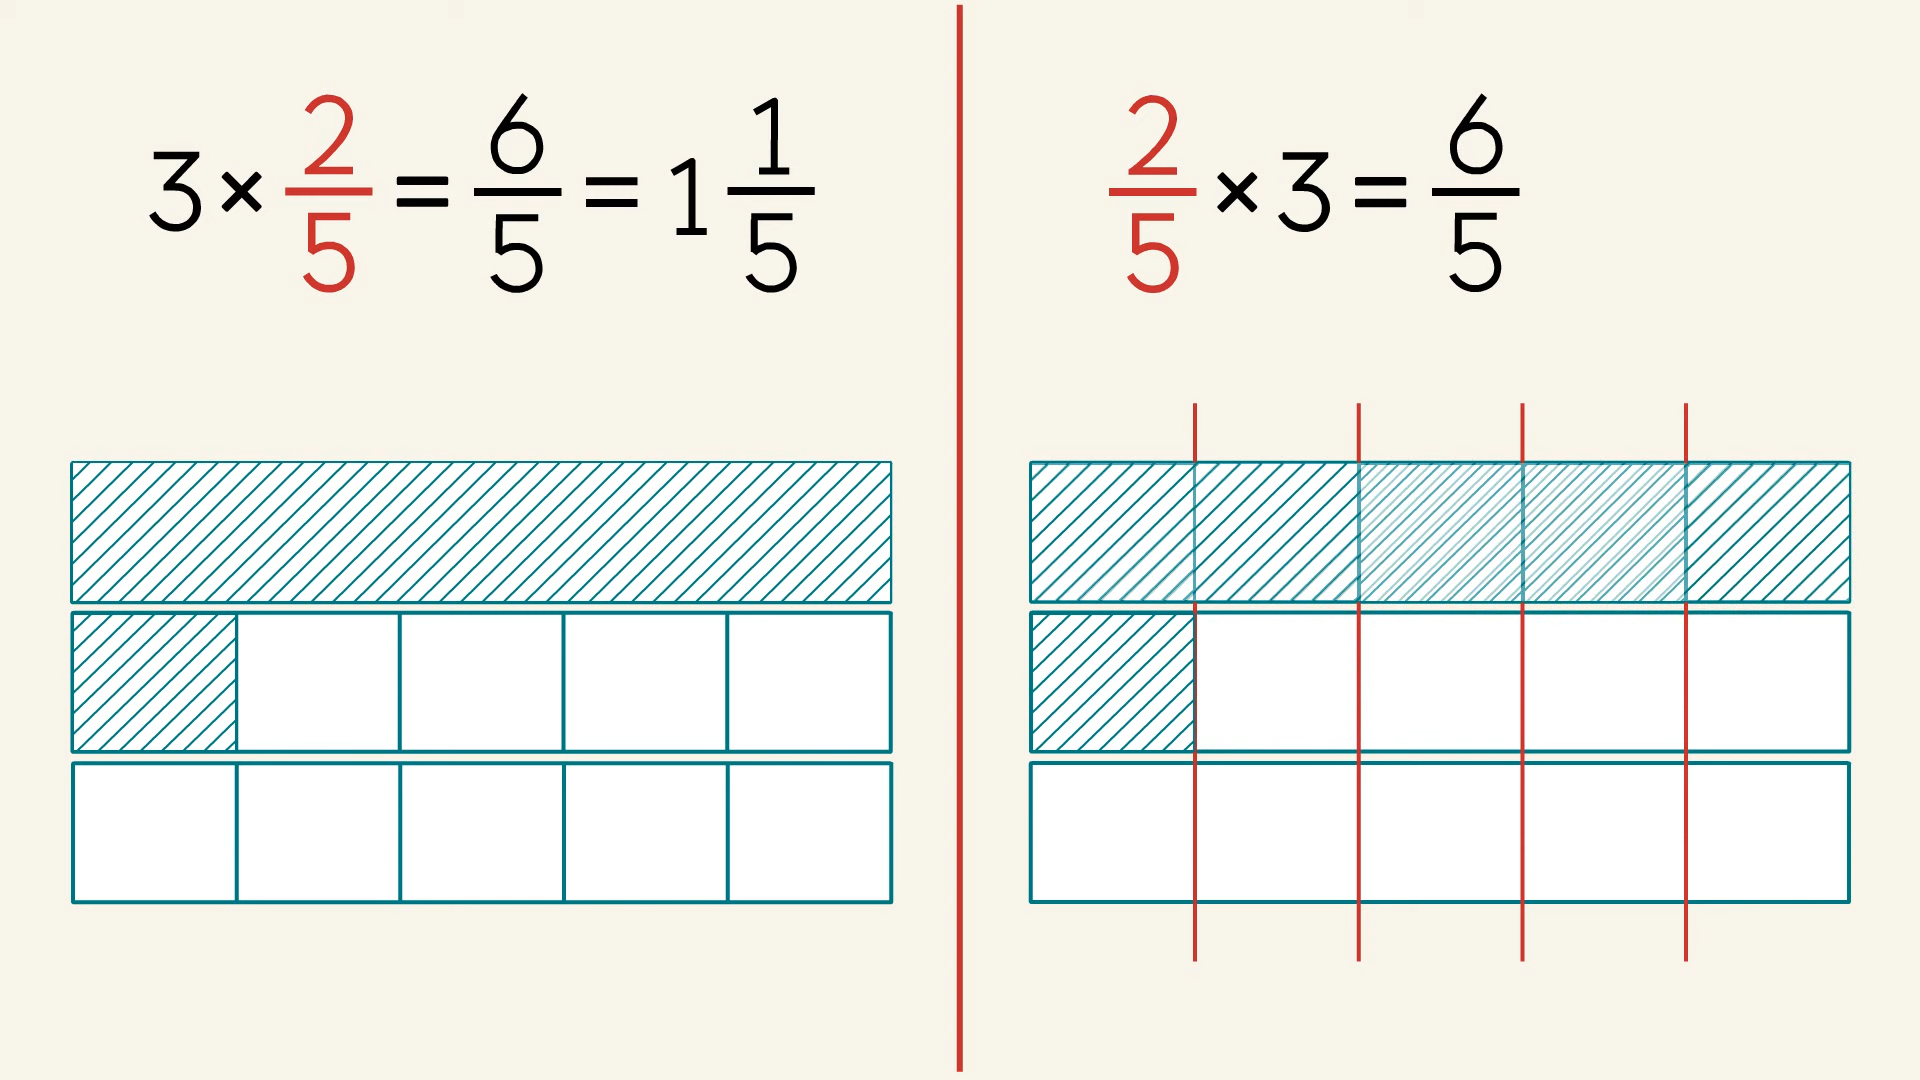 3 × 2/5 = 6/5 = 1 1/5
2/5 × 3 = 6/5